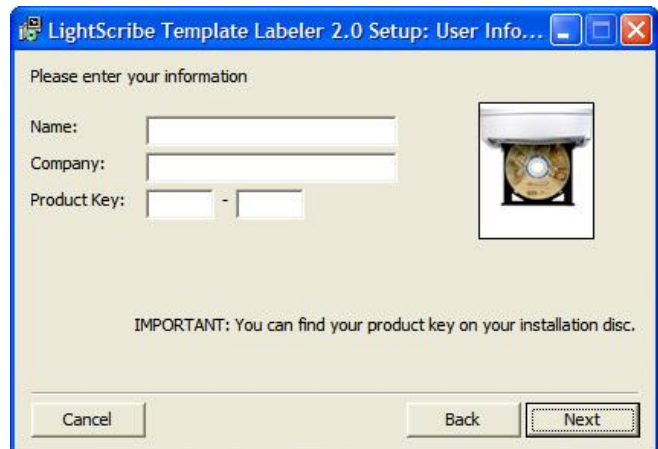 LightScribe Template Labeler 2.0 Setup: User Info...
Please enter your information
Name:
Company:
Product Key:
-
IMPORTANT: You can find your product key on your installation disc.
Cancel
Back
Next